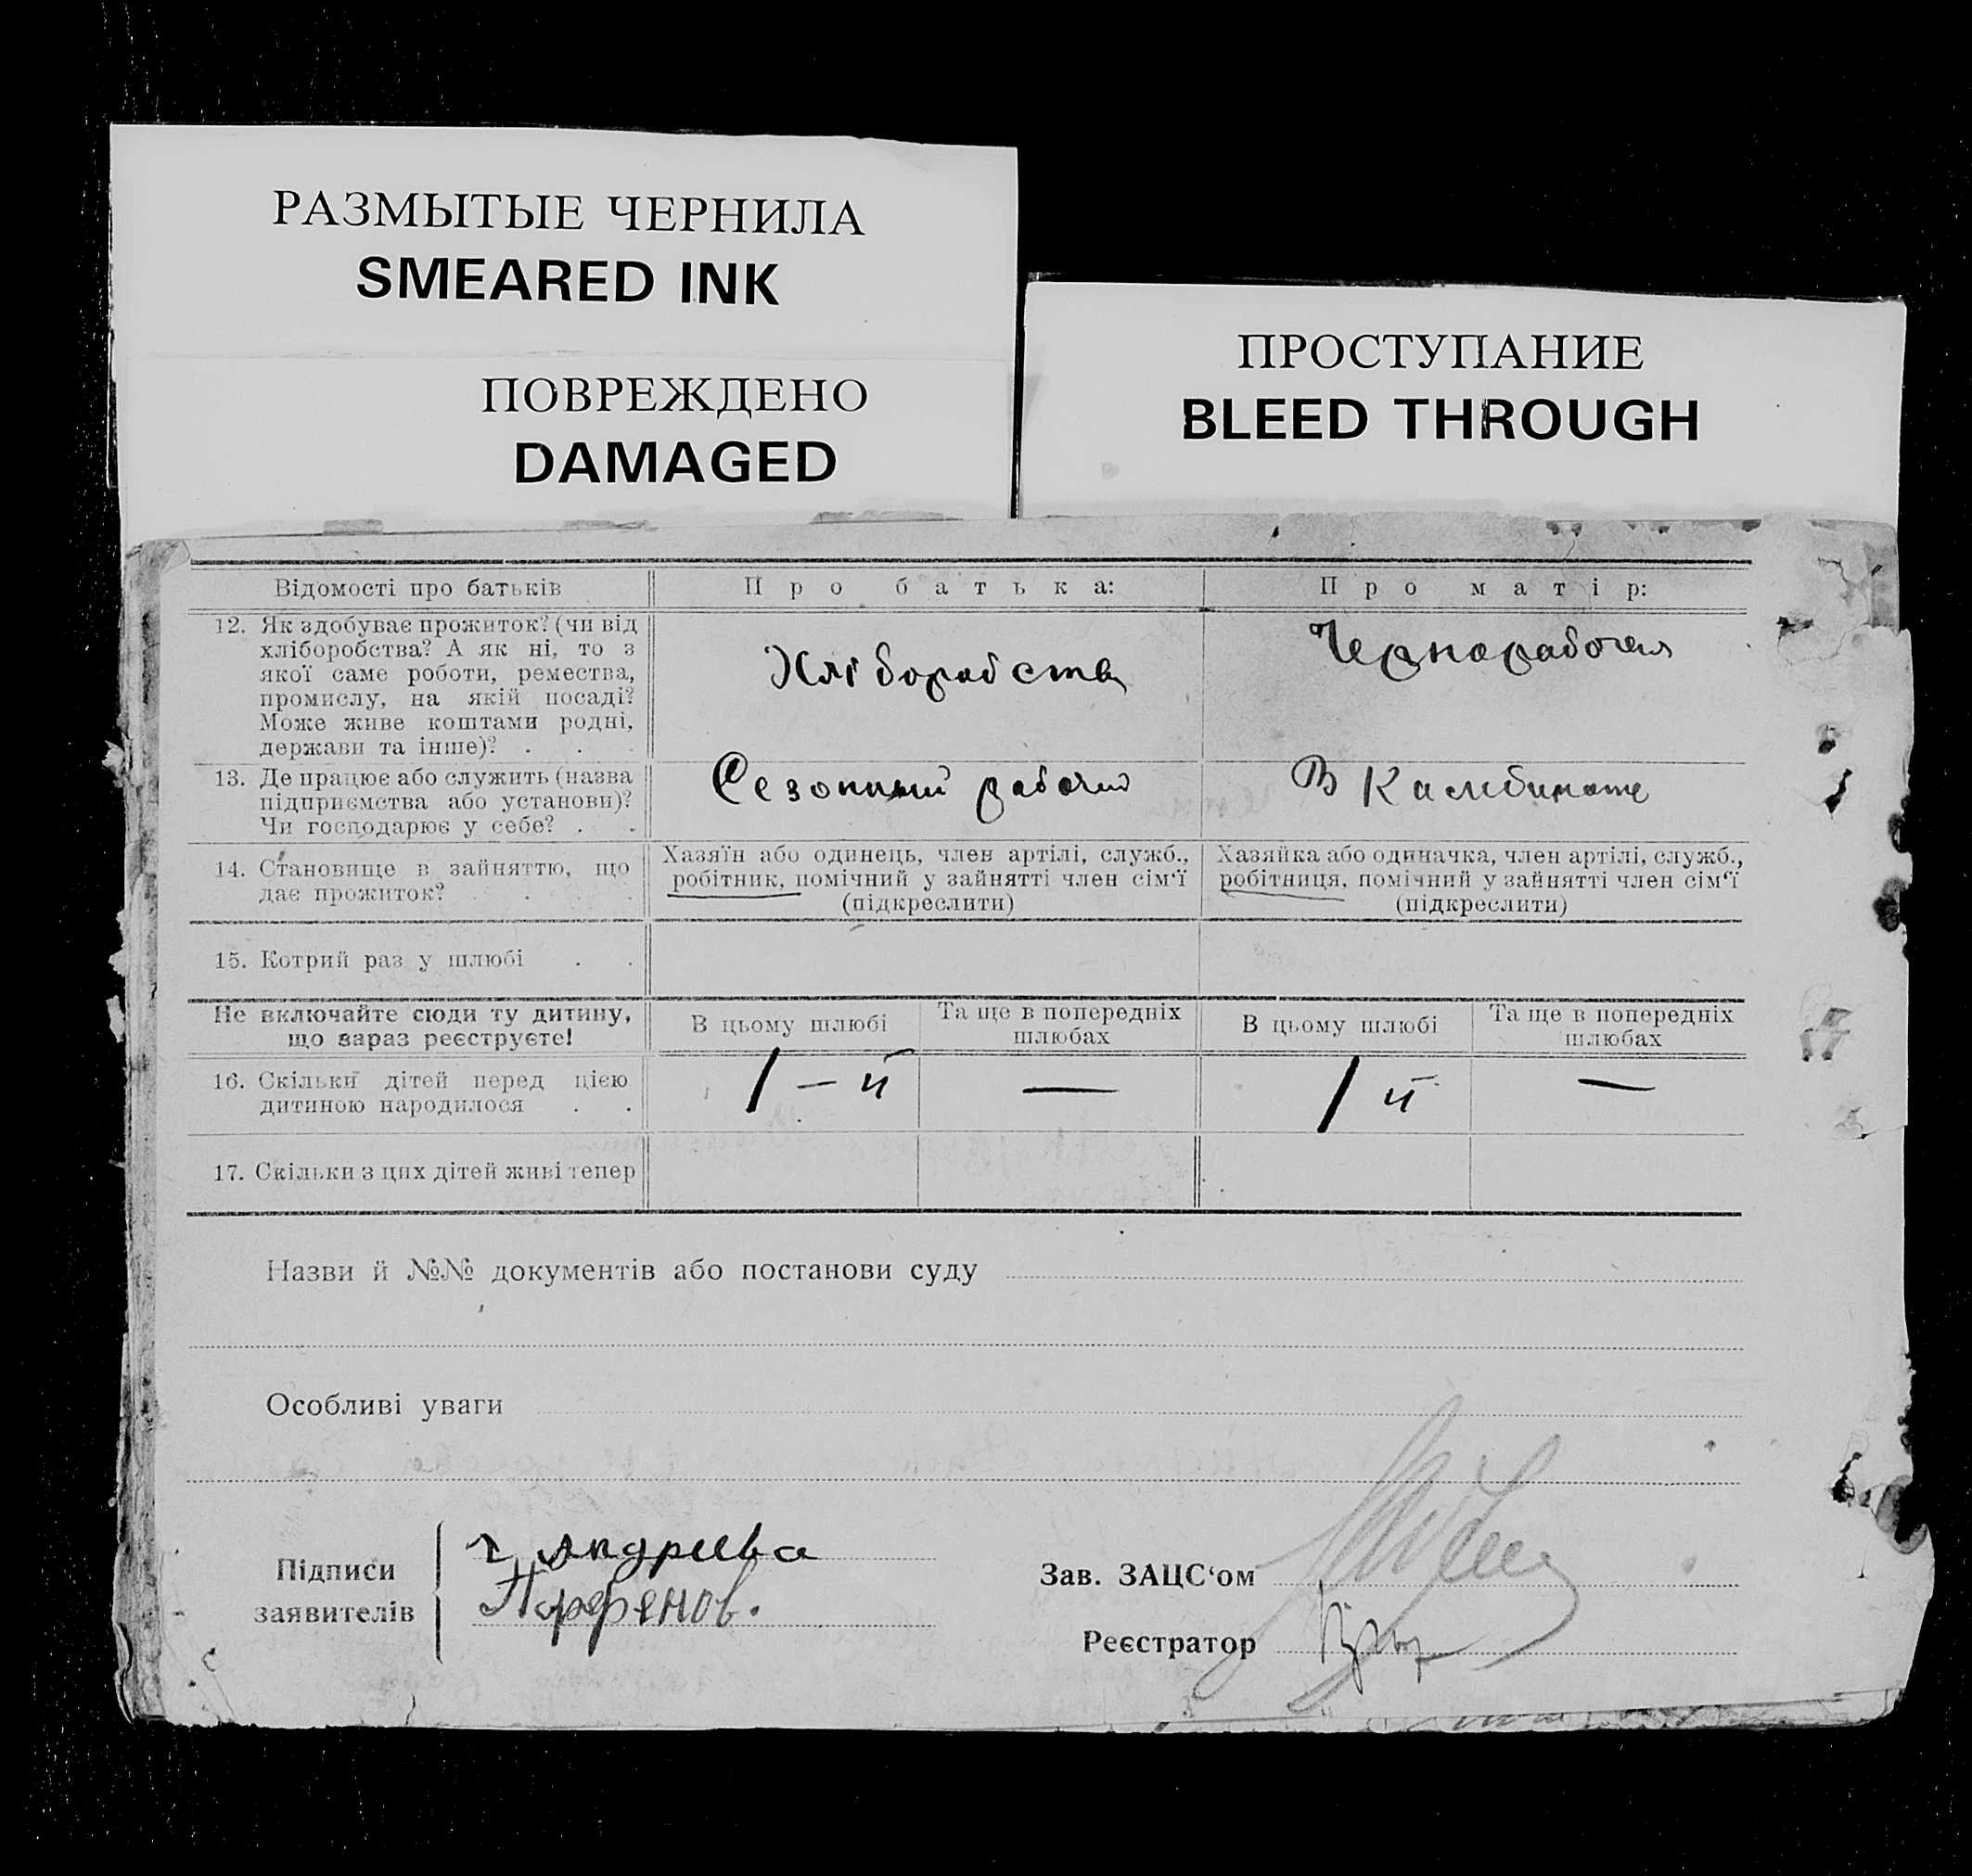 РАЗМЫТЫЕ ЧЕРНИЛА
SMEARED INK
ПОВРЕЖДЕНО
DAMAGED
ПРОСТУПАНИЕ
BLEED THROUGH
Відомості про батьків
Про батька:
Про матір:
12. Як здобуває прожиток? (чи від
хліборобства? А як ні, то з
якої саме роботи, ремества,
промислу, на якій посаді?
Може живе коштами родні,
держави та інше)? . . .
Хліборобств
Чернорабочая
13. Де працює або служить (назва
підприємства або установи)?
Чи господарює у себе? . .
Сезонный рабочий
В Камбинате
14. Становище в зайняттю, що
дає прожиток? . . . .
Хазяїн або одинець, член артілі, служб.,
робітник, помічний у зайнятті член сім‘ї
(підкреслити)
Хазяйка або одиначка, член артілі, служб.,
робітниця, помічний у зайнятті член сім‘ї
(підкреслити)
15. Котрий раз у шлюбі . .
Не включайте сюди ту дитину,
що зараз реєструєте!
В цьому шлюбі
Та ще в попередніх
шлюбах
В цьому шлюбі
Та ще в попередніх
шлюбах
16. Скільки дітей перед цією
дитиною народилося . .
1 – й
—
1 й
—
17. Скільки з цих дітей живі тепер
Назви й №№ документів або постанови суду
Особливі уваги
Підписи
заявителів
Андреева
Парфенов.
Зав. ЗАЦС‘ом
Реєстратор